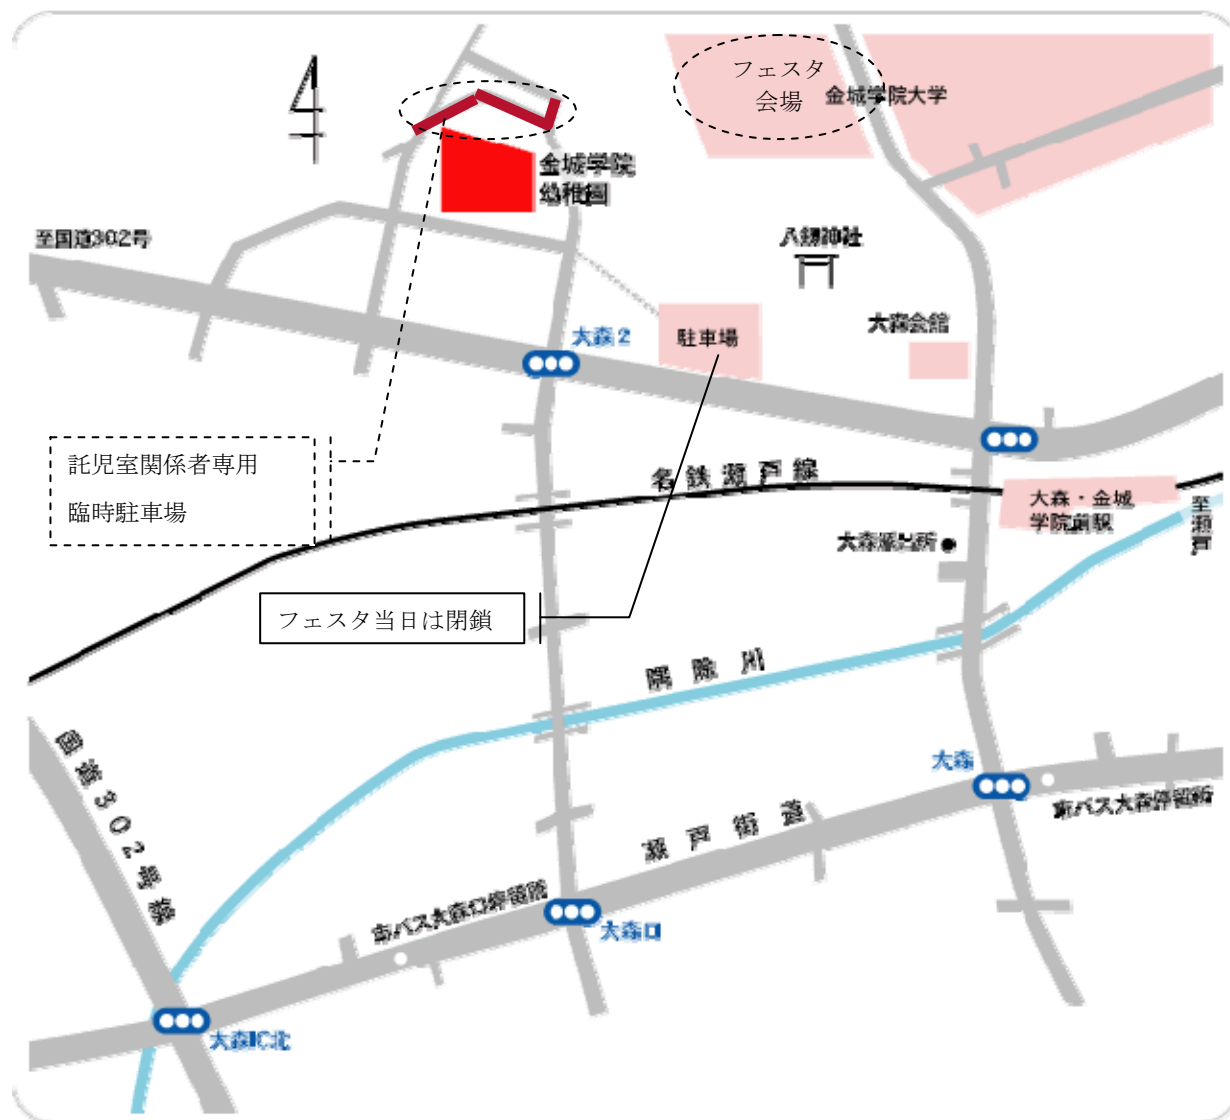 フェスタ
会場
金城学院大学
金城学院
幼稚園
至国道302号
八剱神社
大森会館
大森2
駐車場
託児室関係者専用
臨時駐車場
名鉄瀬戸線
大森・金城
学院前駅
至瀬戸
大森派出所
フェスタ当日は閉鎖
隅除川
国道302号線
大森
市バス大森停留所
瀬戸街道
市バス大森口停留所
大森口
大森IC北